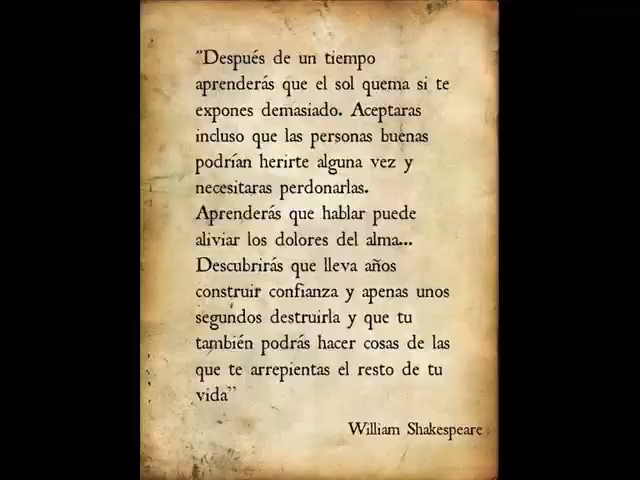 "Después de un tiempo
aprenderás que el sol quema si te
expones demasiado. Aceptaras
incluso que las personas buenas
podrían herirte alguna vez y
necesitaras perdonarlas.
Aprenderás que hablar puede
aliviar los dolores del alma...
Descubrirás que lleva años
construir confianza y apenas unos
segundos destruirla y que tu
también podrás hacer cosas de las
que te arrepientas el resto de tu
vida"
William Shakespeare